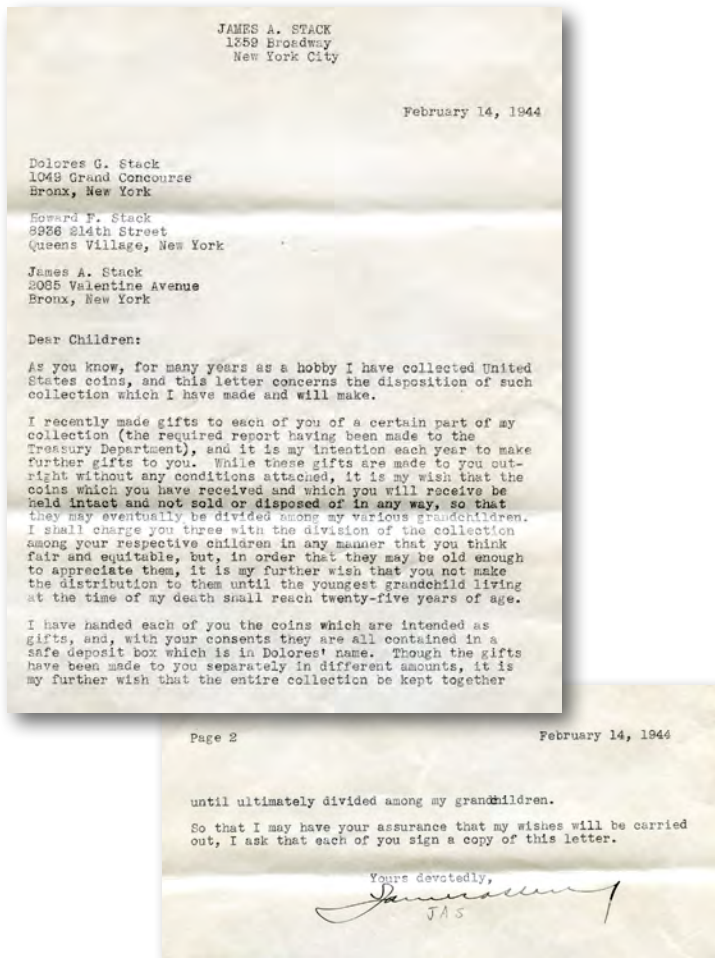 JAMES A. STACK
1359 Broadway
New York City
February 14, 1944
Dolores G. Stack
1049 Grand Concourse
Bronx, New York
Howard F. Stack
8936 214th Street
Queens Village, New York
James A. Stack
2085 Valentine Avenue
Bronx, New York
Dear Children:
As you know, for many years as a hobby I have collected United
States coins, and this letter concerns the disposition of such
collection which I have made and will make.
I recently made gifts to each of you of a certain part of my
collection (the required report having been made to the
Treasury Department), and it is my intention each year to make
further gifts to you. While these gifts are made to you out-
right without any conditions attached, it is my wish that the
coins which you have received and which you will receive be
held intact and not sold or disposed of in any way, so that
they may eventually be divided among my various grandchildren.
I shall charge you three with the division of the collection
among your respective children in any manner that you think
fair and equitable, but, in order that they may be old enough
to appreciate them, it is my further wish that you not make
the distribution to them until the youngest grandchild living
at the time of my death shall reach twenty-five years of age.
I have handed each of you the coins which are intended as
gifts, and, with your consents they are all contained in a
safe deposit box which is in Dolores' name. Though the gifts
have been made to you separately in different amounts, it is
my further wish that the entire collection be kept together
Page 2
February 14, 1944
until ultimately divided among my grandchildren.
So that I may have your assurance that my wishes will be carried
out, I ask that each of you sign a copy of this letter.
Yours devotedly,
JAS